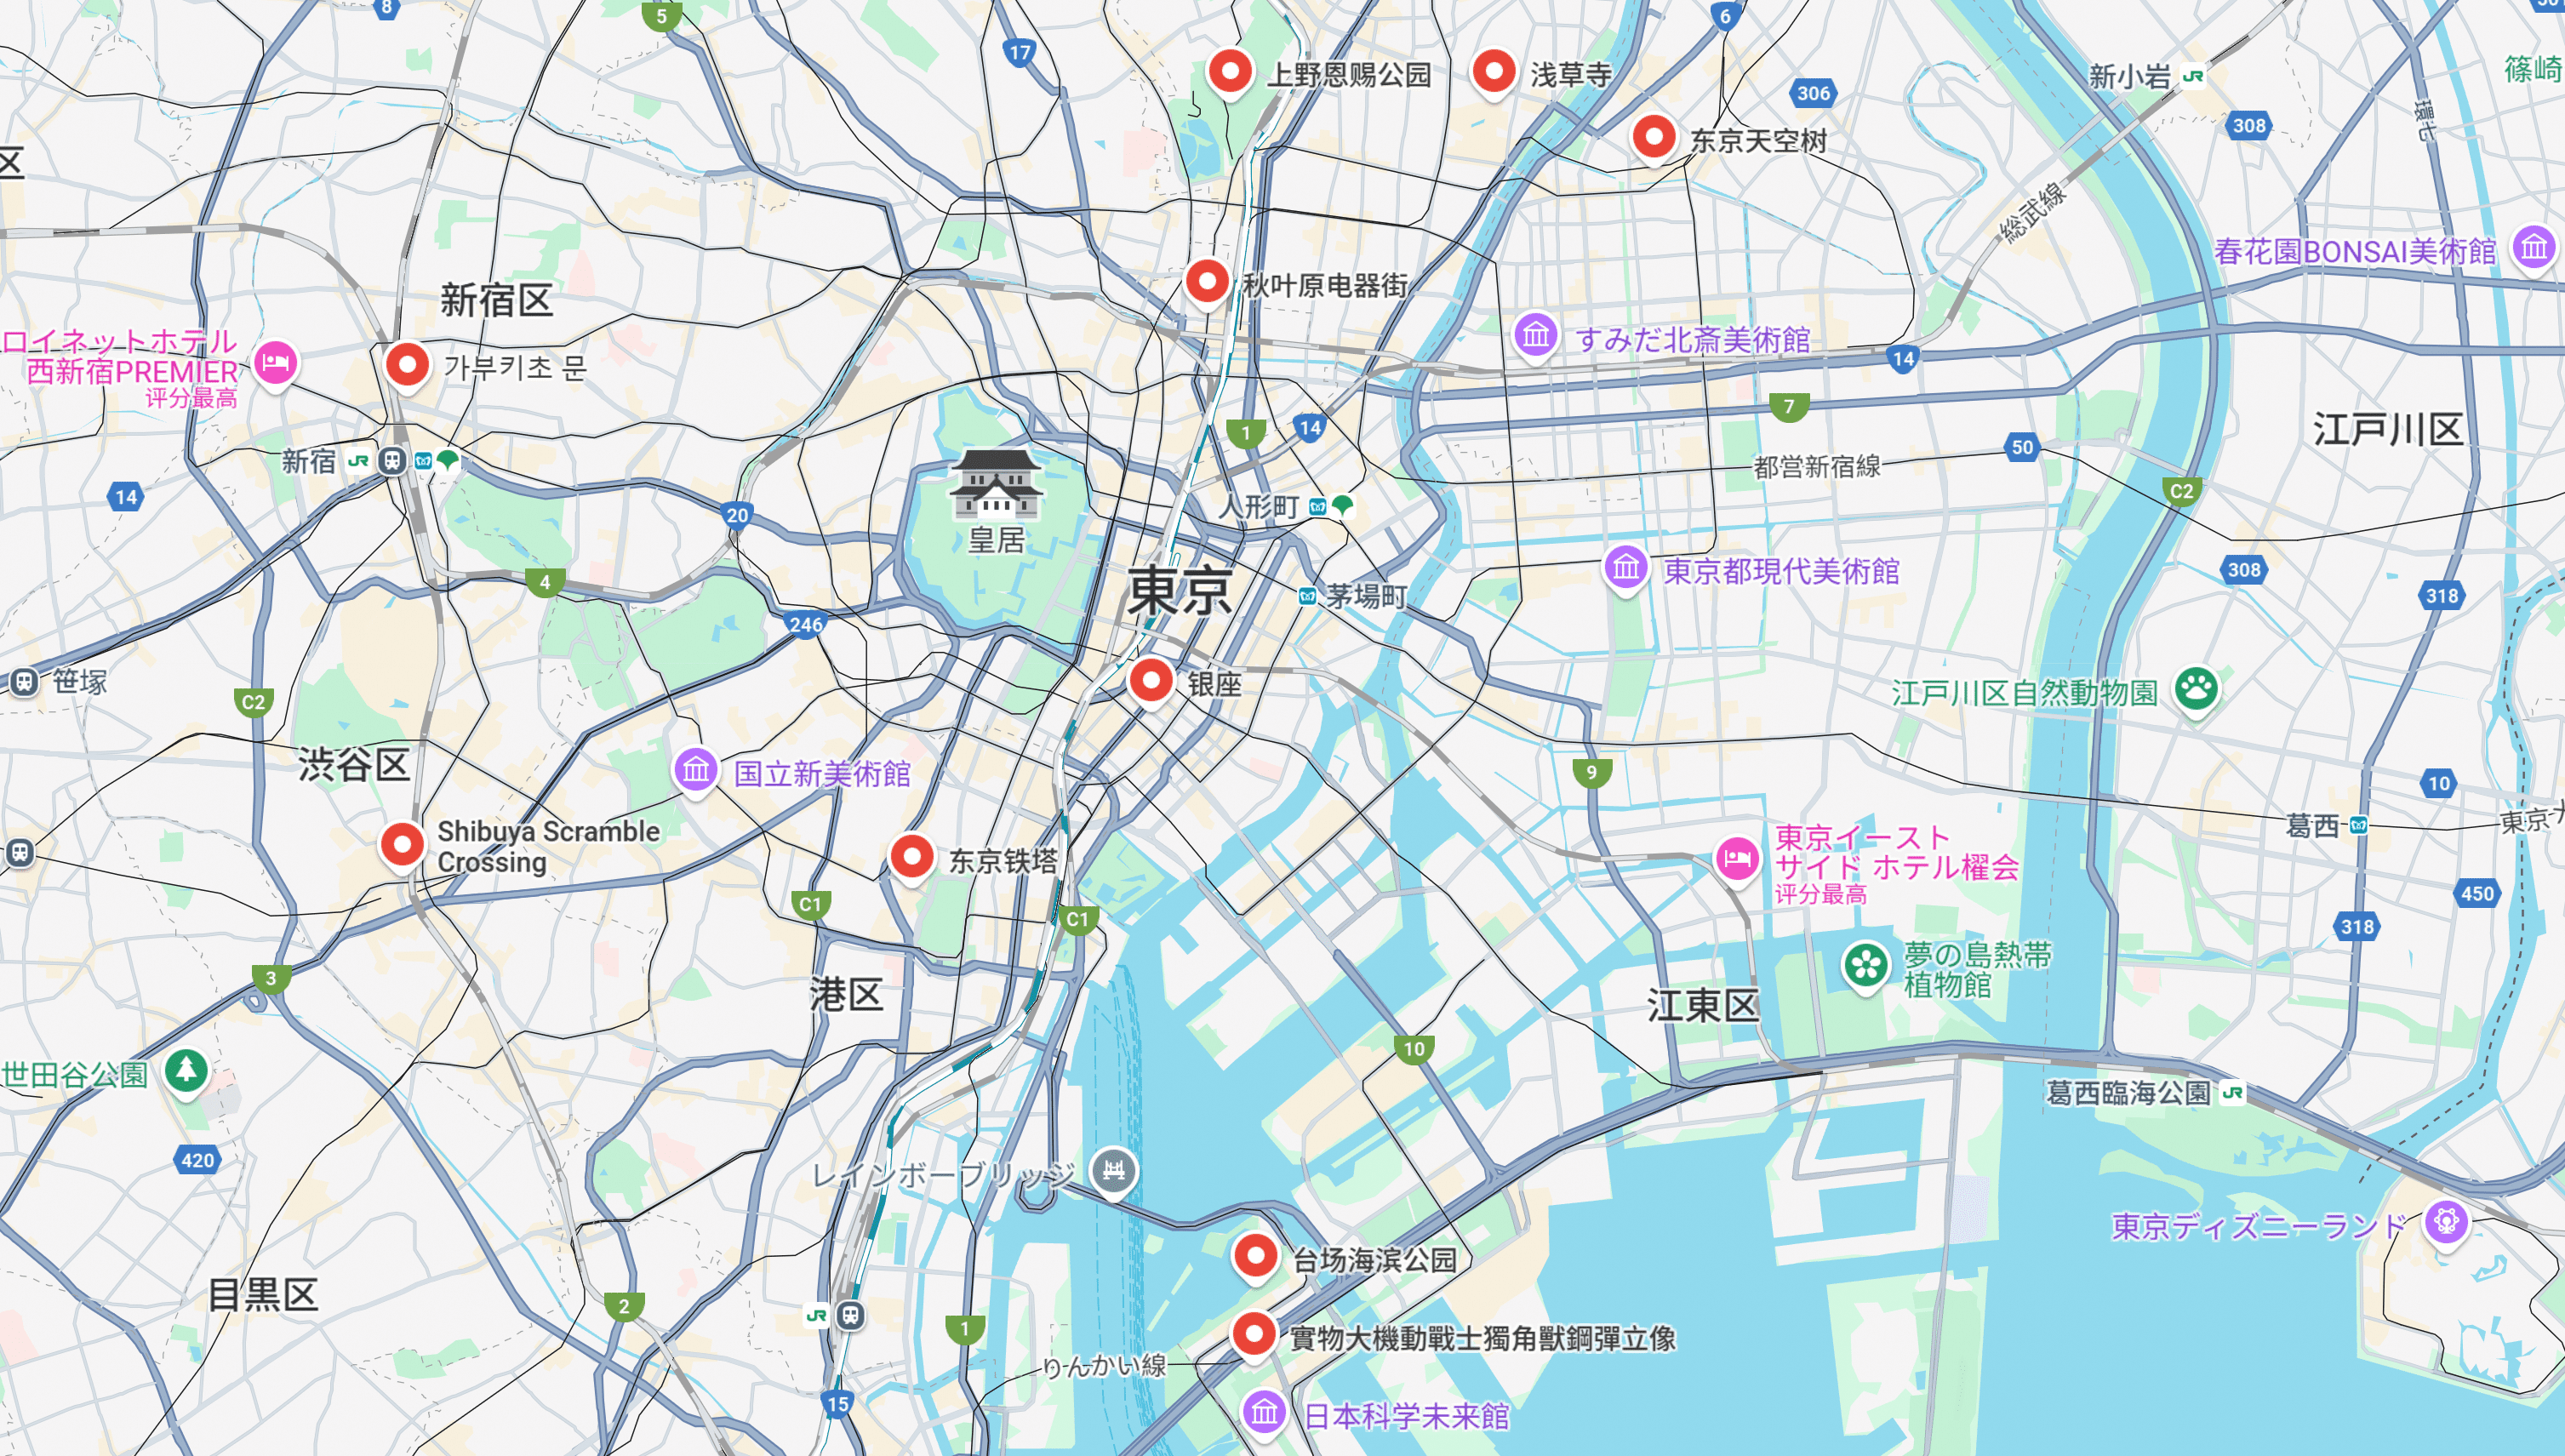 8
5
17
6
上野恩赐公园
浅草寺
306
新小岩
JR
篠崎
308
環七
东京天空树
区
総武線
春花園BONSAI美術館
秋叶原电器街
新宿区
ロイネットホテル
西新宿PREMIER
评分最高
가부키초 문
すみだ北斎美術館
14
7
江戸川区
1
14
50
新宿
JR
都営新宿線
14
20
皇居
人形町
C2
東京
4
246
茅場町
東京都現代美術館
308
318
笹塚
C2
银座
江戸川区自然動物園
渋谷区
国立新美術館
9
10
葛西
東京メ
Shibuya Scramble
Crossing
东京铁塔
東京イースト
サイド ホテル櫂会
评分最高
C1
C1
450
318
3
港区
江東区
夢の島熱帯
植物館
10
世田谷公園
葛西臨海公園
JR
420
レインボーブリッジ
東京ディズニーランド
台场海滨公园
目黒区
2
JR
1
實物大機動戰士獨角獸鋼彈立像
りんかい線
15
日本科学未来館